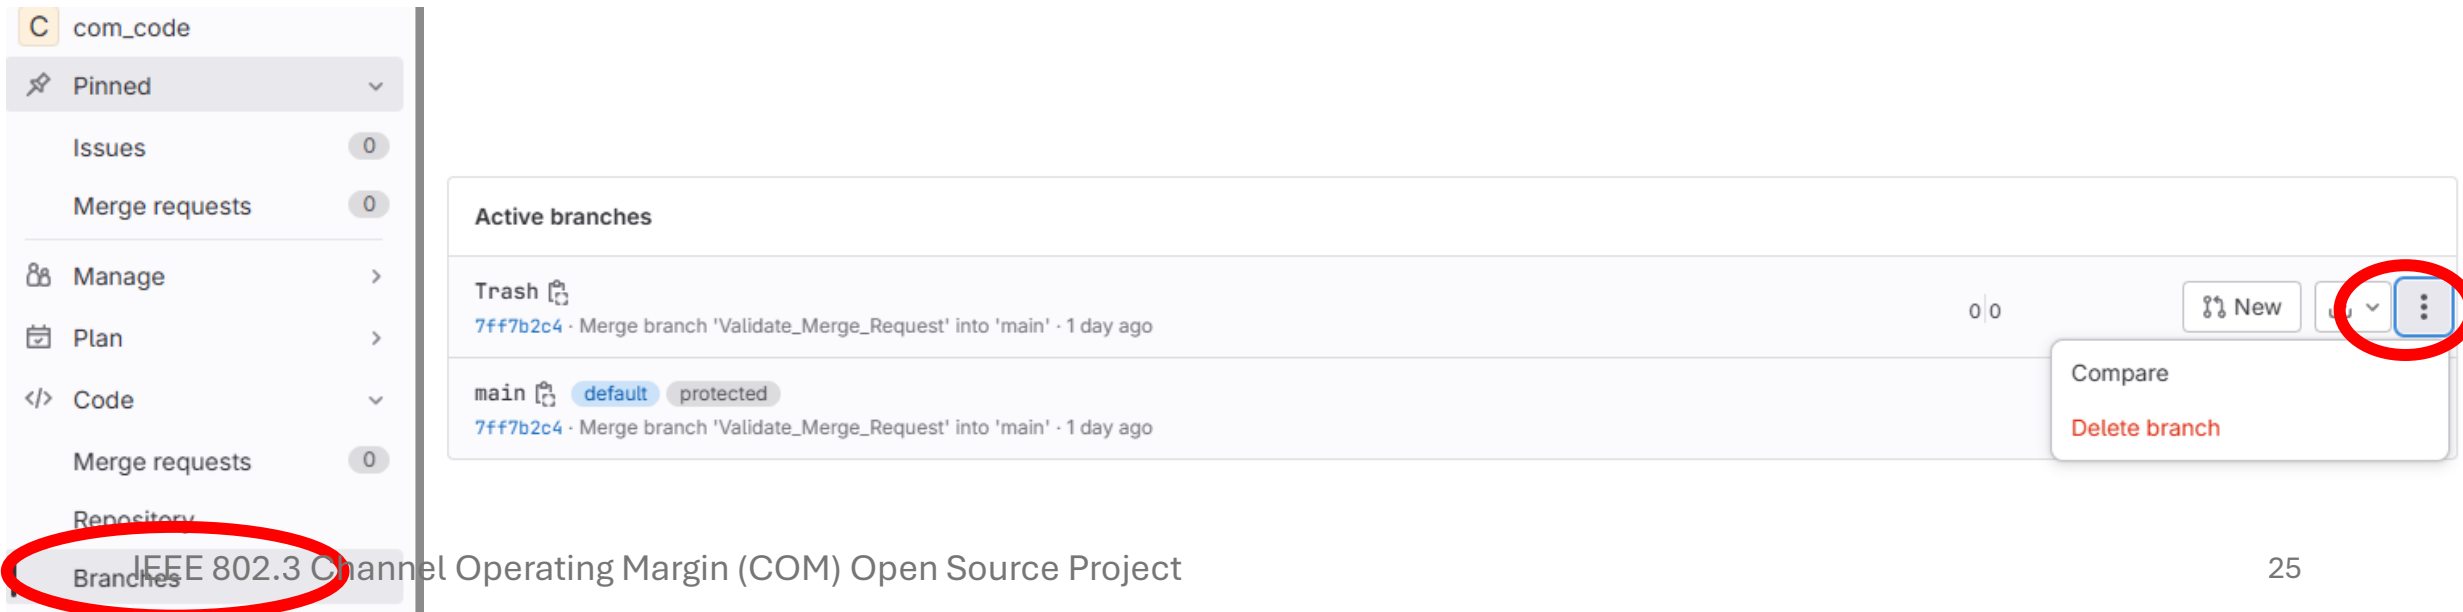 C com_code
Pinned
Issues 0
Merge requests 0
Manage
Plan
Code
Merge requests 0
Repository
Branches
Active branches
Trash
7ff7b2c4 · Merge branch 'Validate_Merge_Request' into 'main' · 1 day ago
0|0
New
main default protected
7ff7b2c4 · Merge branch 'Validate_Merge_Request' into 'main' · 1 day ago
Compare
Delete branch
IEEE 802.3 Channel Operating Margin (COM) Open Source Project
25